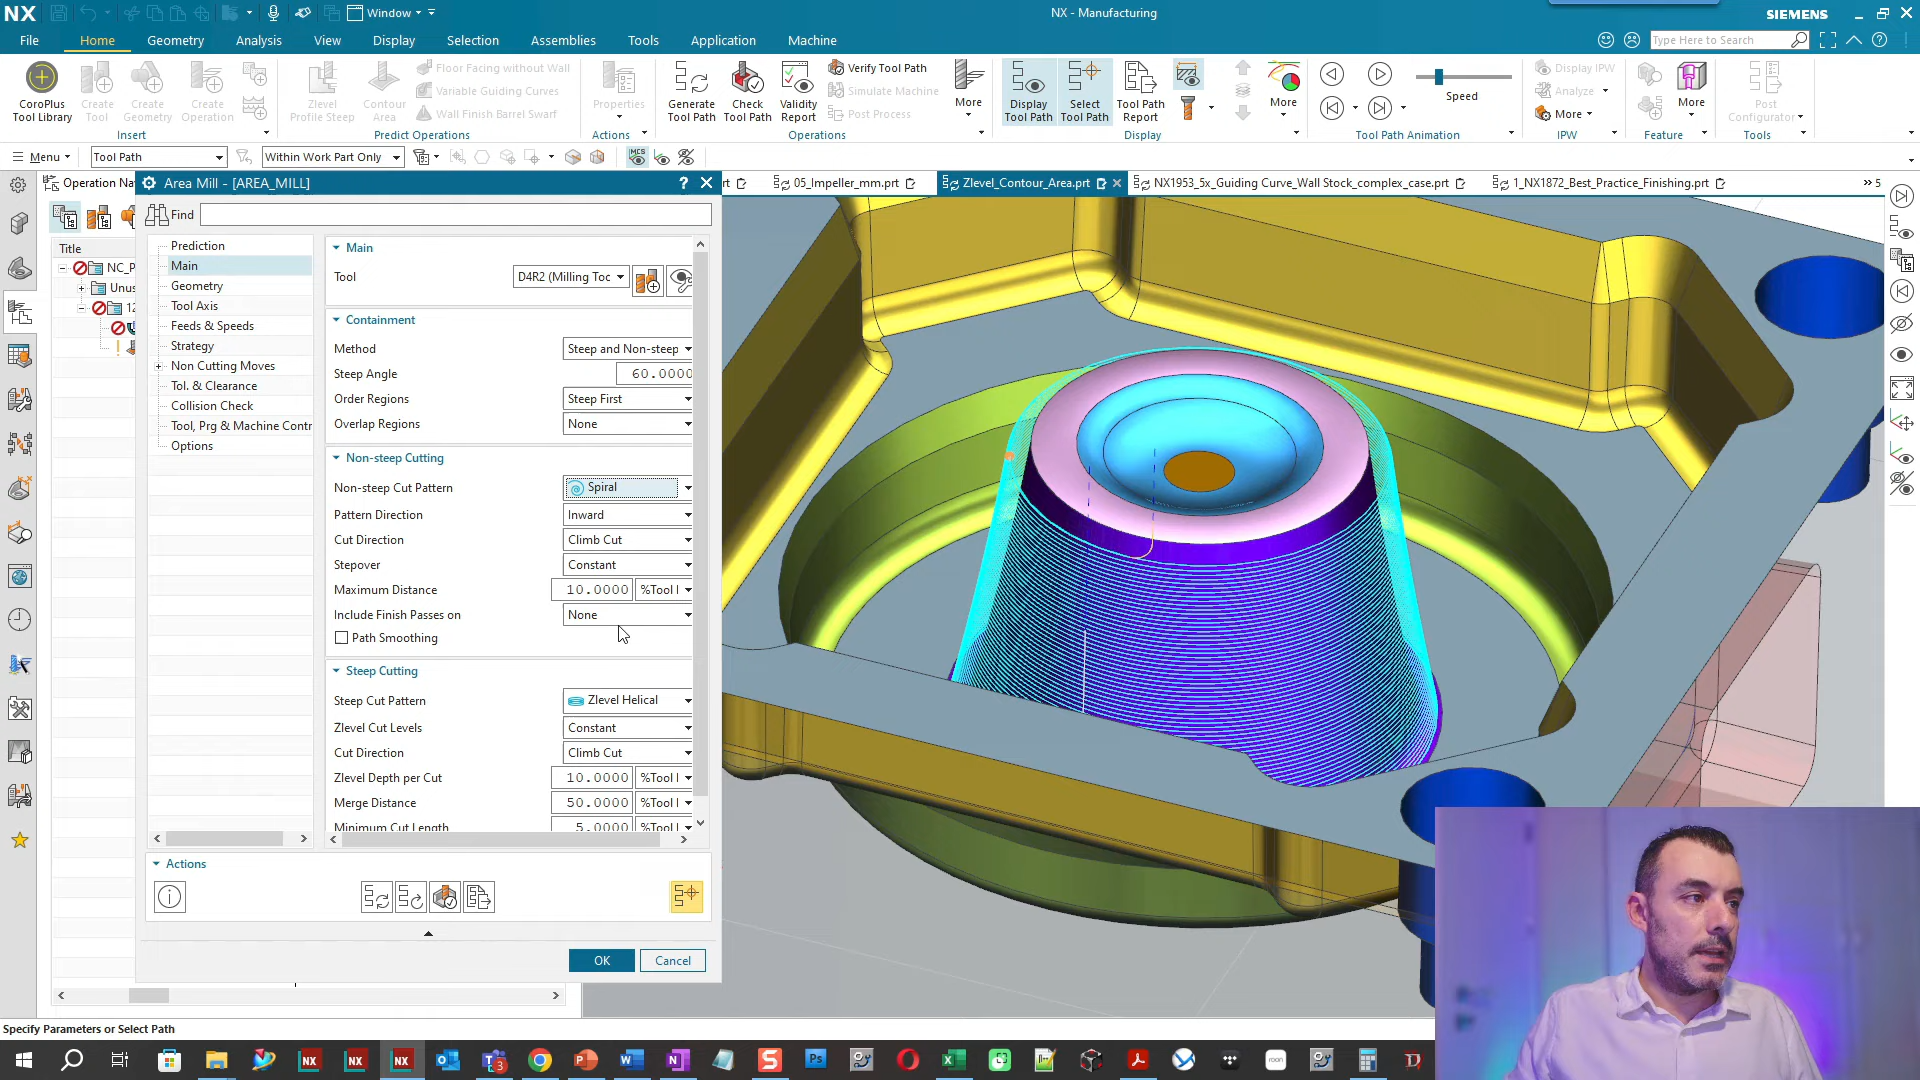 NX
Window
NX - Manufacturing
SIEMENS
File
Home
Geometry
Analysis
View
Display
Selection
Assemblies
Tools
Application
Machine
Type Here to Search
CoroPlus
Tool Library
Create
Tool
Create
Geometry
Create
Operation
Insert
Zlevel
Profile Steep
Contour
Area
Floor Facing without Wall
Variable Guiding Curves
Wall Finish Barrel Swarf
Predict Operations
Properties
Actions
Generate
Tool Path
Check
Tool Path
Validity
Report
Verify Tool Path
Simulate Machine
Post Process
More
Operations
Display
Tool Path
Select
Tool Path
Tool Path
Report
More
Display
Speed
Tool Path Animation
Display IPW
Analyze
More
IPW
More
Feature
Post
Configurator
Tools
Menu
Tool Path
Within Work Part Only
MCS
Operation Na
Area Mill - [AREA_MILL]
?
rt
05_Impeller_mm.prt
Zlevel_Contour_Area.prt
NX1953_5x_Guiding Curve_Wall Stock_complex_case.prt
1_NX1872_Best_Practice_Finishing.prt
5
Title
NC_P
Unus
12
Find
Prediction
Main
Geometry
Tool Axis
Feeds & Speeds
Strategy
Non Cutting Moves
Tol. & Clearance
Collision Check
Tool, Prg & Machine Contr
Options
Main
Tool
D4R2 (Milling Toc
Containment
Method
Steep and Non-steep
Steep Angle
60.0000
Order Regions
Steep First
Overlap Regions
None
Non-steep Cutting
Non-steep Cut Pattern
Spiral
Pattern Direction
Inward
Cut Direction
Climb Cut
Stepover
Constant
Maximum Distance
10.0000
%Tool
Include Finish Passes on
None
Path Smoothing
Steep Cutting
Steep Cut Pattern
Zlevel Helical
Zlevel Cut Levels
Constant
Cut Direction
Climb Cut
Zlevel Depth per Cut
10.0000
%Tool
Merge Distance
50.0000
%Tool
Minimum Cut Length
5.0000
%Tool
Actions
OK
Cancel
Specify Parameters or Select Path